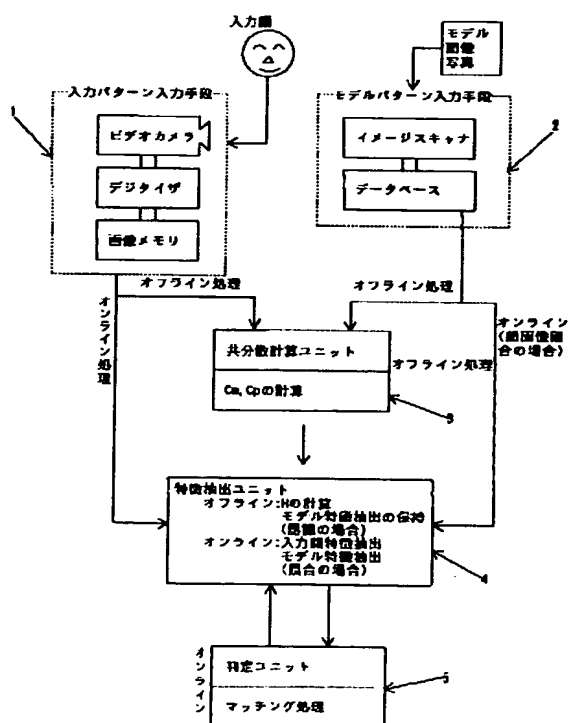 入力顔
モデル
画像
写真
入力パターン入力手段
モデルパターン入力手段
1
2
ビデオカメラ
イメージスキャナ
デジタイザ
データベース
画像メモリ
オフライン処理
オフライン処理
オンライン処理
オンライン
(顔画像照
合の場合)
共分散計算ユニット
オフライン処理
Cm,Cpの計算
3
特徴抽出ユニット
オフライン:Hの計算
モデル特徴抽出の保持
(認識の場合)
オンライン:入力顔特徴抽出
モデル特徴抽出
(照合の場合)
4
オンライン
判定ユニット
マッチング処理
5